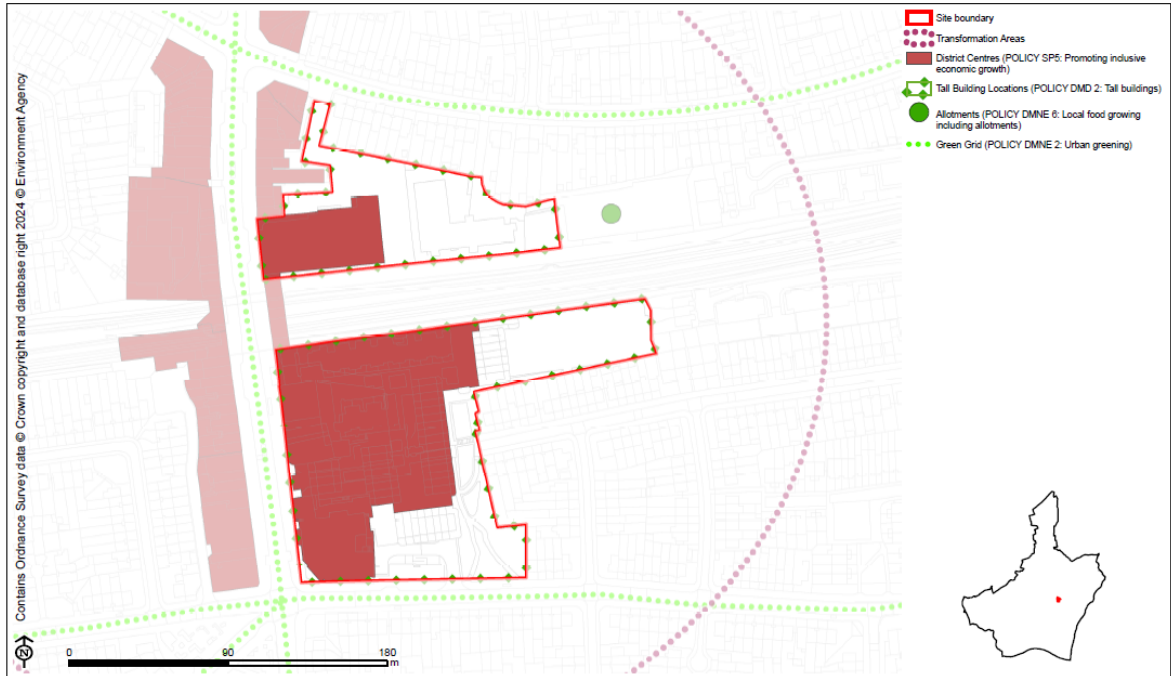 Contains Ordnance Survey data © Crown copyright and database right 2024 © Environment Agency
Site boundary
Transformation Areas
District Centres (POLICY SP5: Promoting inclusive
economic growth)
Tall Building Locations (POLICY DMD 2: Tall buildings)
Allotments (POLICY DMNE 6: Local food growing
including allotments)
Green Grid (POLICY DMNE 2: Urban greening)
N
0
90
180
m